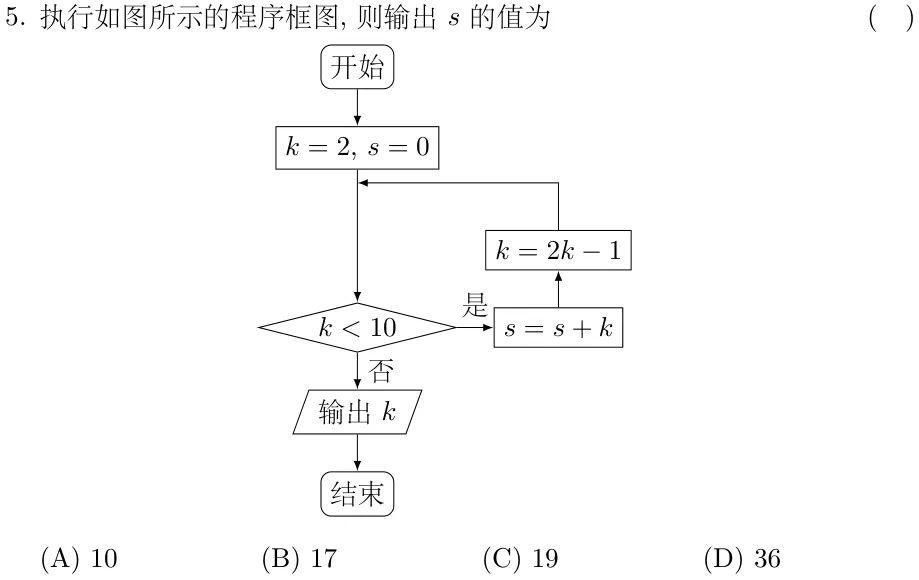 5. 执行如图所示的程序框图, 则输出 s 的值为 ( )
开始
k = 2, s = 0
k = 2k − 1
k < 10
是
s = s + k
否
输出 k
结束
(A) 10 (B) 17 (C) 19 (D) 36